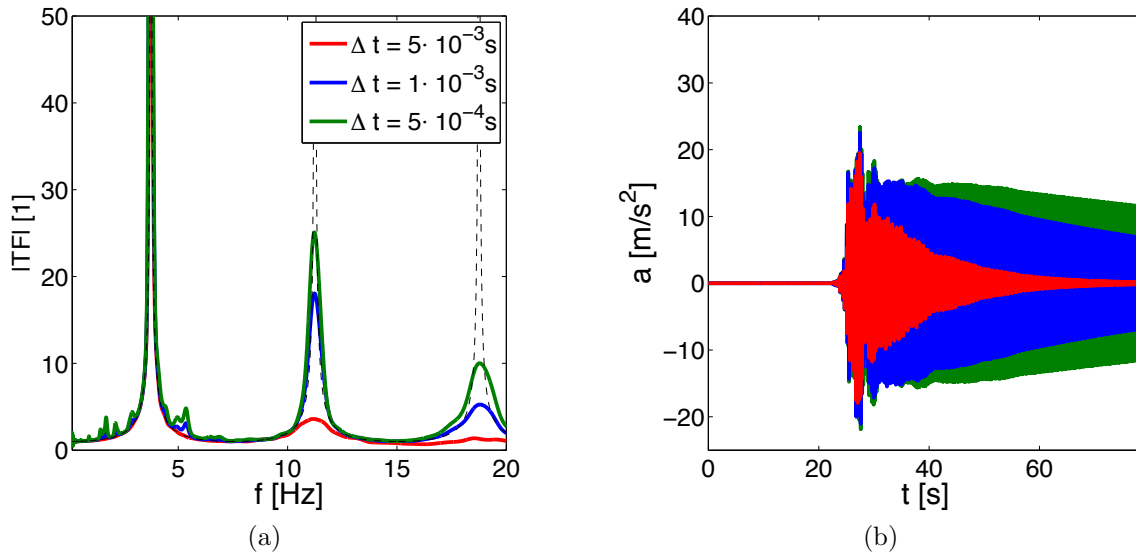 50
40
30
20
10
0
5
10
15
20
|TF| [1]
f [Hz]
Δ t = 5· 10⁻³s
Δ t = 1· 10⁻³s
Δ t = 5· 10⁻⁴s
(a)
40
30
20
10
0
-10
-20
0
20
40
60
a [m/s²]
t [s]
(b)